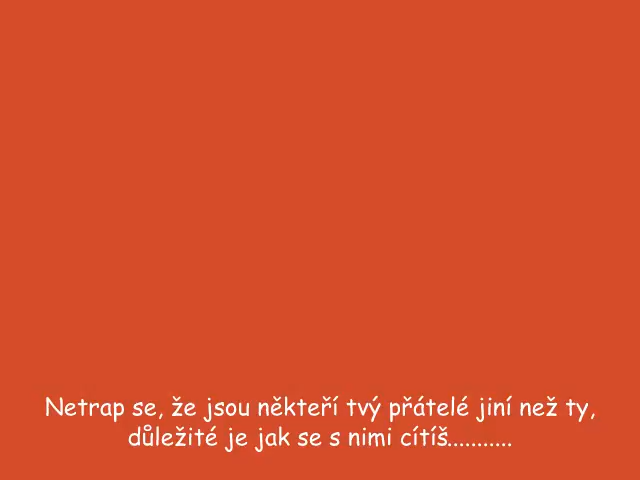 Netrap se, že jsou někteří tvý přátelé jiní než ty,
důležité je jak se s nimi cítíš...........